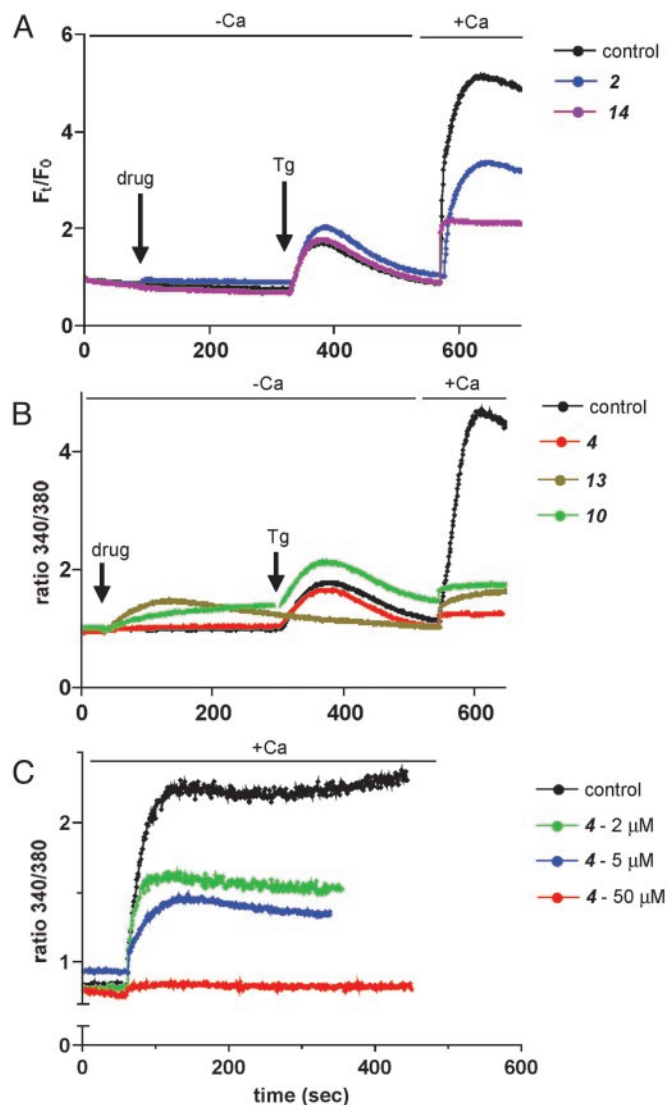 A
-Ca +Ca
control
2
14
6
4
2
0
Ft/F0
drug
Tg
0 200 400 600
B
-Ca +Ca
control
4
13
10
4
2
0
ratio 340/380
drug
Tg
0 200 400 600
C
+Ca
control
4 - 2 μM
4 - 5 μM
4 - 50 μM
2
1
0
ratio 340/380
0 200 400 600
time (sec)